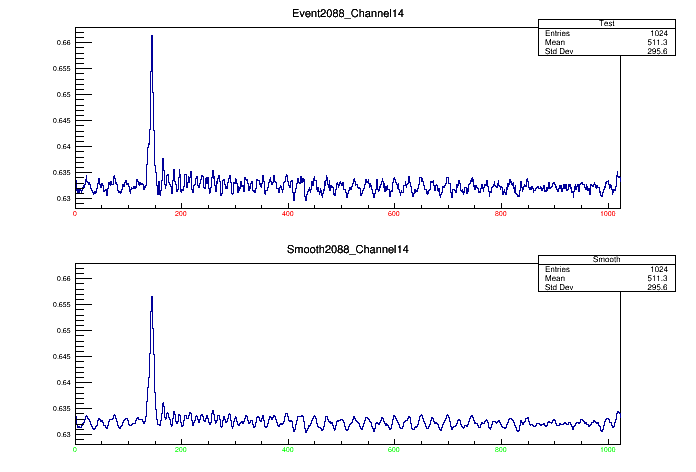 Event2088_Channel14
Test
Entries 1024
Mean 511.3
Std Dev 295.6
0.66
0.655
0.65
0.645
0.64
0.635
0.63
0 200 400 600 800 1000
Smooth2088_Channel14
Smooth
Entries 1024
Mean 511.3
Std Dev 295.6
0.66
0.655
0.65
0.645
0.64
0.635
0.63
0 200 400 600 800 1000